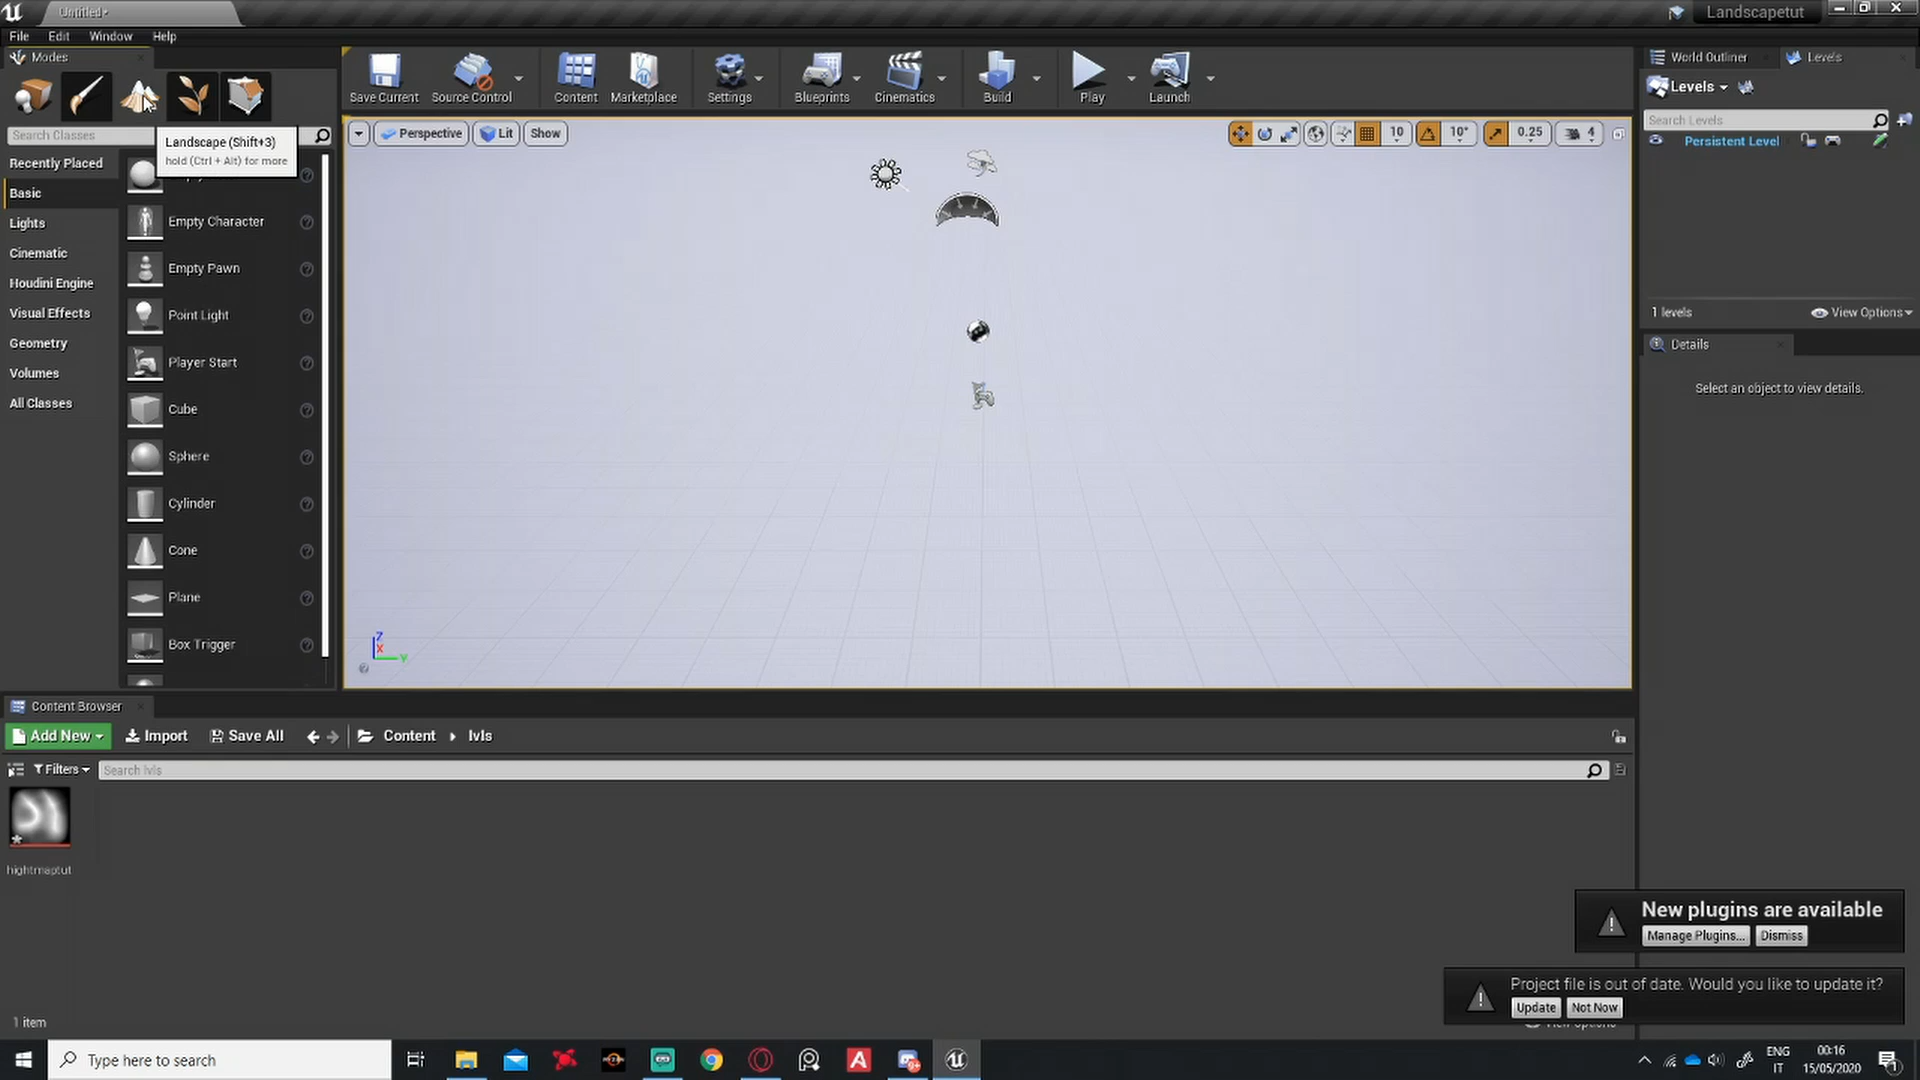 Untitled*
Landscapetut
File Edit Window Help
Modes
World Outliner
Levels
Save Current
Source Control
Content
Marketplace
Settings
Blueprints
Cinematics
Build
Play
Launch
Levels
Search Classes
Landscape (Shift+3)
hold (Ctrl + Alt) for more
Perspective
Lit
Show
10
10°
0.25
4
Search Levels
Persistent Level
Recently Placed
Basic
Lights
Cinematic
Houdini Engine
Visual Effects
Geometry
Volumes
All Classes
Empty Character
Empty Pawn
Point Light
Player Start
Cube
Sphere
Cylinder
Cone
Plane
Box Trigger
1 levels
View Options
Details
Select an object to view details.
Z
X
Y
Content Browser
Add New
Import
Save All
Content
lvls
Filters
Search lvls
hightmaptut
New plugins are available
Manage Plugins...
Dismiss
Project file is out of date. Would you like to update it?
Update
Not Now
View Options
1 item
Type here to search
ENG
IT
00:16
15/05/2020
1